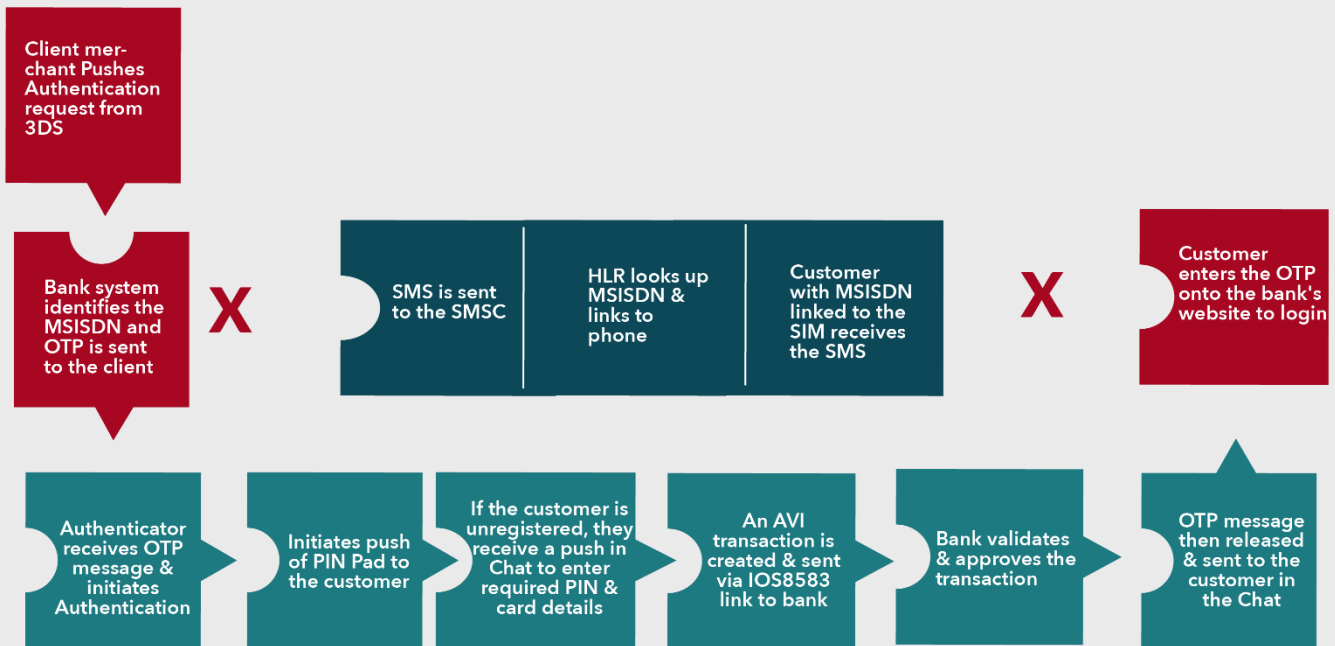 Client mer-
chant Pushes
Authentication
request from
3DS
Bank system
identifies the
MSISDN and
OTP is sent
to the client
X
SMS is sent
to the SMSC
HLR looks up
MSISDN &
links to
phone
Customer
with MSISDN
linked to the
SIM receives
the SMS
X
Customer
enters the OTP
onto the bank's
website to login
Authenticator
receives OTP
message &
initiates
Authentication
Initiates push
of PIN Pad to
the customer
If the customer is
unregistered, they
receive a push in
Chat to enter
required PIN &
card details
An AVI
transaction is
created & sent
via IOS8583
link to bank
Bank validates
& approves the
transaction
OTP message
then released
& sent to the
customer in
the Chat